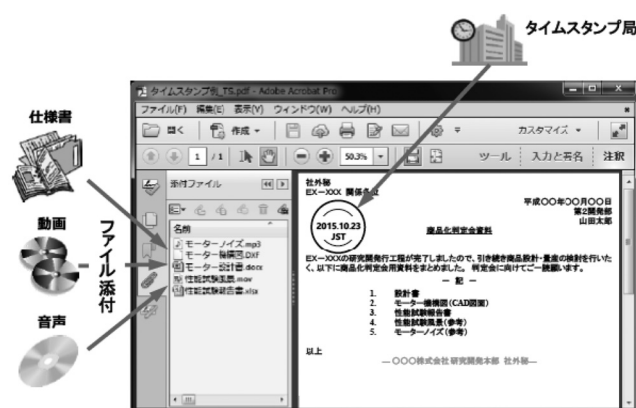 タイムスタンプ局
タイムスタンプ例_TS.pdf - Adobe Acrobat Pro
ファイル(F) 編集(E) 表示(V) ウィンドウ(W) ヘルプ(H)
開く
作成
カスタマイズ
1 / 1
50.3%
ツール
入力と署名
注釈
仕様書
動画
音声
ファイル添付
添付ファイル
名前
モーターノイズ.mp3
モーター機構図.DXF
モーター設計書.docx
性能試験風景.mov
性能試験報告書.xlsx
社外秘
EX-XXX 関係各位
平成〇〇年〇〇月〇〇日
第2開発部
山田太郎
2015.10.23
JST
商品化判定会資料
EX-XXXの研究開発行工程が完了しましたので、引き続き商品設計・量産の検討を行いた
く、以下に商品化判定会用資料をまとめました。 判定会に向けてご一読願います。
― 記 ―
1. 設計書
2. モーター機構図(CAD図面)
3. 性能試験報告書
4. 性能試験風景(参考)
5. モーターノイズ(参考)
以上
―〇〇〇株式会社 研究開発本部 社外秘―